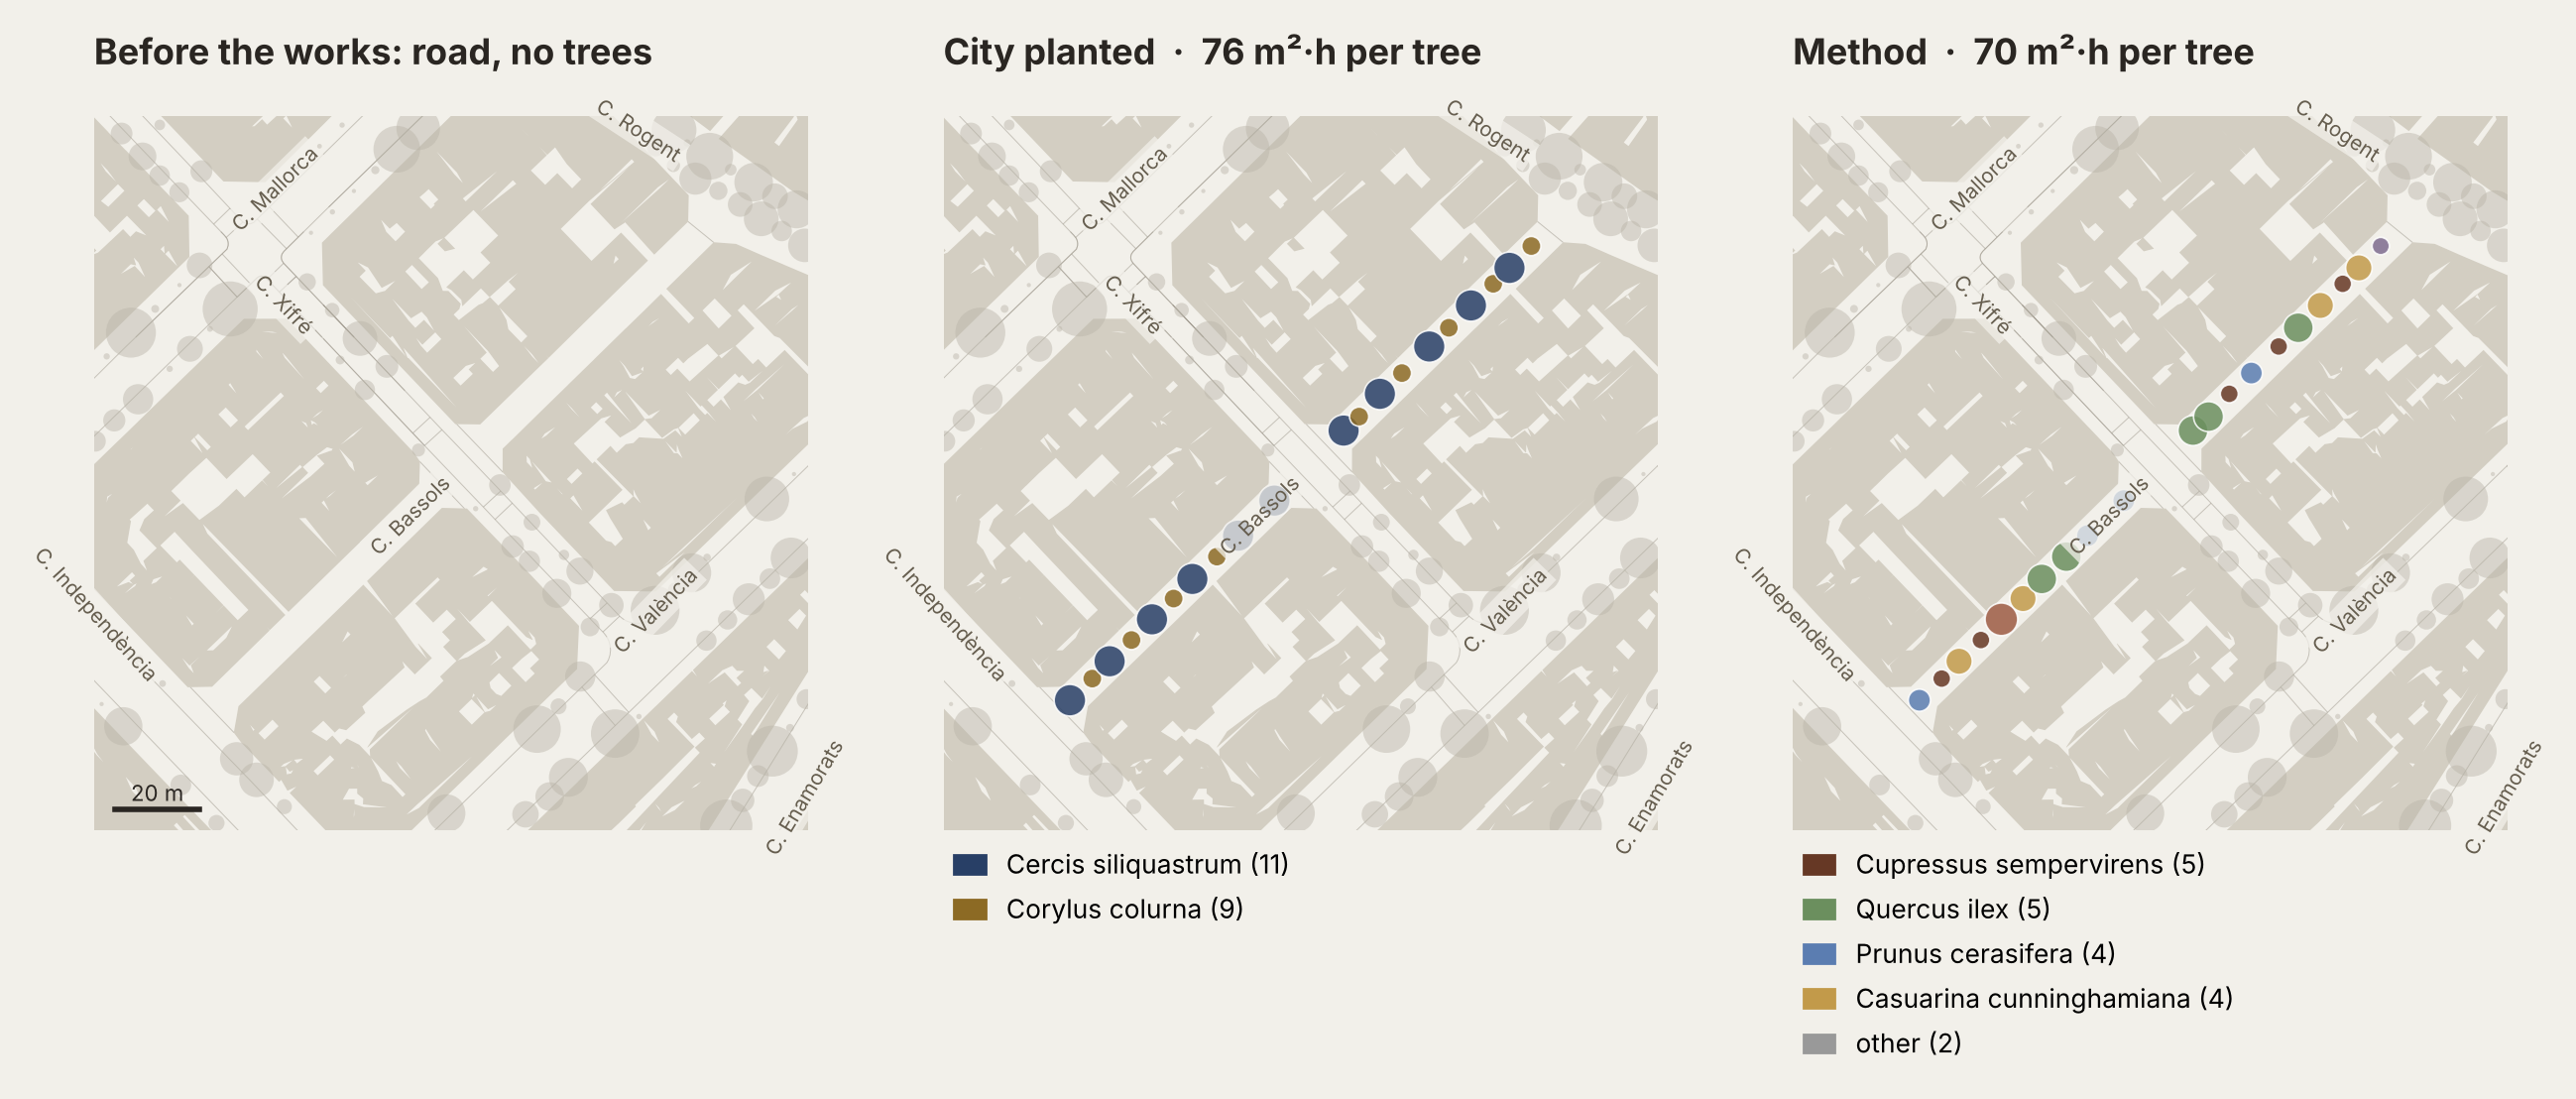 Before the works: road, no trees
City planted · 76 m²·h per tree
Method · 70 m²·h per tree
C. Rogent
C. Mallorca
C. Xifré
C. Bassols
C. Independència
C. València
C. Enamorats
20 m
C. Rogent
C. Mallorca
C. Xifré
C. Bassols
C. Independència
C. València
C. Enamorats
C. Rogent
C. Mallorca
C. Xifré
C. Bassols
C. Independència
C. València
C. Enamorats
Cercis siliquastrum (11)
Corylus colurna (9)
Cupressus sempervirens (5)
Quercus ilex (5)
Prunus cerasifera (4)
Casuarina cunninghamiana (4)
other (2)